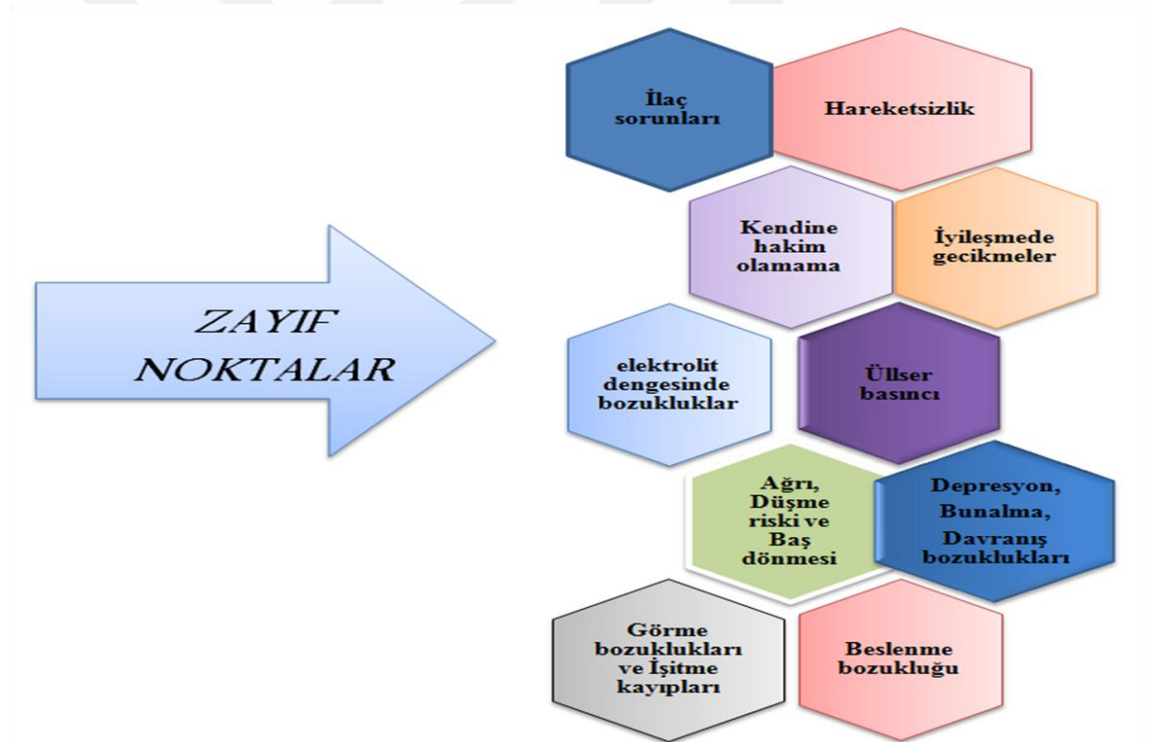 ZAYIF
NOKTALAR
İlaç
sorunları
Hareketsizlik
Kendine
hakim
olamama
İyileşmede
gecikmeler
elektrolit
dengesinde
bozukluklar
Üllser
basıncı
Ağrı,
Düşme
riski ve
Baş
dönmesi
Depresyon,
Bunalma,
Davranış
bozuklukları
Görme
bozuklukları
ve İşitme
kayıpları
Beslenme
bozukluğu